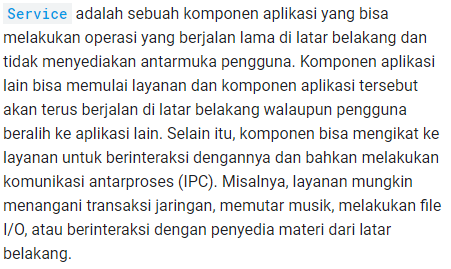 Service adalah sebuah komponen aplikasi yang bisa
melakukan operasi yang berjalan lama di latar belakang dan
tidak menyediakan antarmuka pengguna. Komponen aplikasi
lain bisa memulai layanan dan komponen aplikasi tersebut
akan terus berjalan di latar belakang walaupun pengguna
beralih ke aplikasi lain. Selain itu, komponen bisa mengikat ke
layanan untuk berinteraksi dengannya dan bahkan melakukan
komunikasi antarproses (IPC). Misalnya, layanan mungkin
menangani transaksi jaringan, memutar musik, melakukan file
I/O, atau berinteraksi dengan penyedia materi dari latar
belakang.